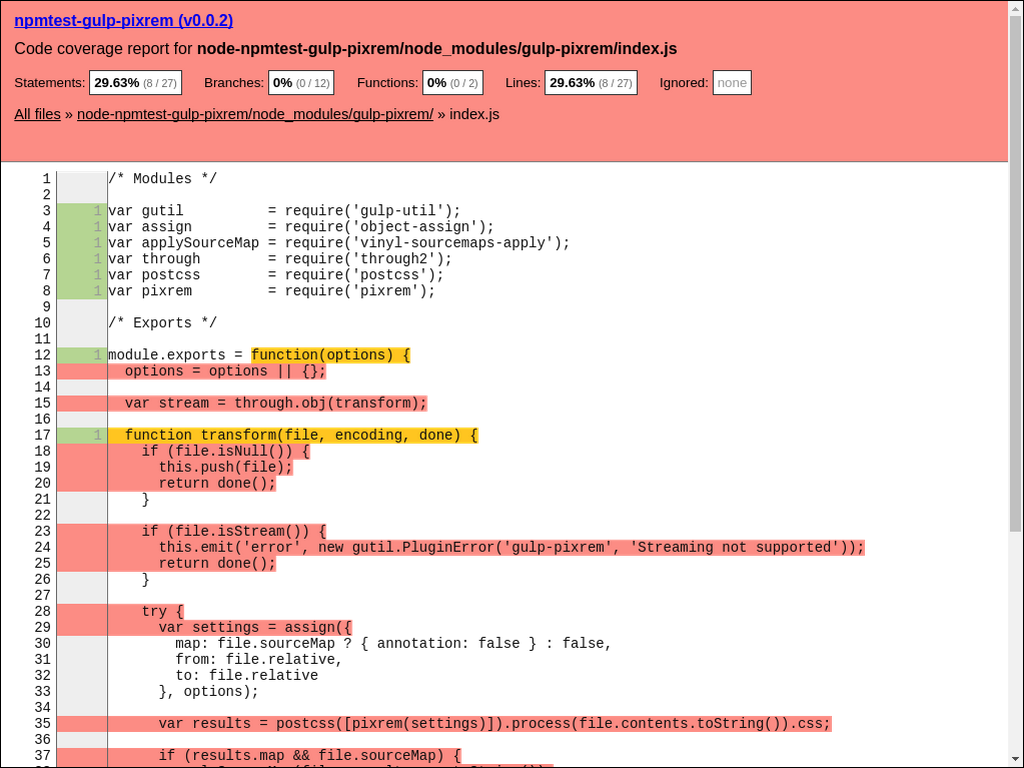 npmtest-gulp-pixrem (v0.0.2)
Code coverage report for node-npmtest-gulp-pixrem/node_modules/gulp-pixrem/index.js
Statements: 29.63% (8 / 27) Branches: 0% (0 / 12) Functions: 0% (0 / 2) Lines: 29.63% (8 / 27) Ignored: none
All files » node-npmtest-gulp-pixrem/node_modules/gulp-pixrem/ » index.js
1 /* Modules */
2
3 1 var gutil          = require('gulp-util');
4 1 var assign         = require('object-assign');
5 1 var applySourceMap = require('vinyl-sourcemaps-apply');
6 1 var through        = require('through2');
7 1 var postcss        = require('postcss');
8 1 var pixrem         = require('pixrem');
9
10 /* Exports */
11
12 1 module.exports = function(options) {
13   options = options || {};
14
15   var stream = through.obj(transform);
16
17 1   function transform(file, encoding, done) {
18     if (file.isNull()) {
19       this.push(file);
20       return done();
21     }
22
23     if (file.isStream()) {
24       this.emit('error', new gutil.PluginError('gulp-pixrem', 'Streaming not supported'));
25       return done();
26     }
27
28     try {
29       var settings = assign({
30         map: file.sourceMap ? { annotation: false } : false,
31         from: file.relative,
32         to: file.relative
33       }, options);
34
35       var results = postcss([pixrem(settings)]).process(file.contents.toString()).css;
36
37       if (results.map && file.sourceMap) {